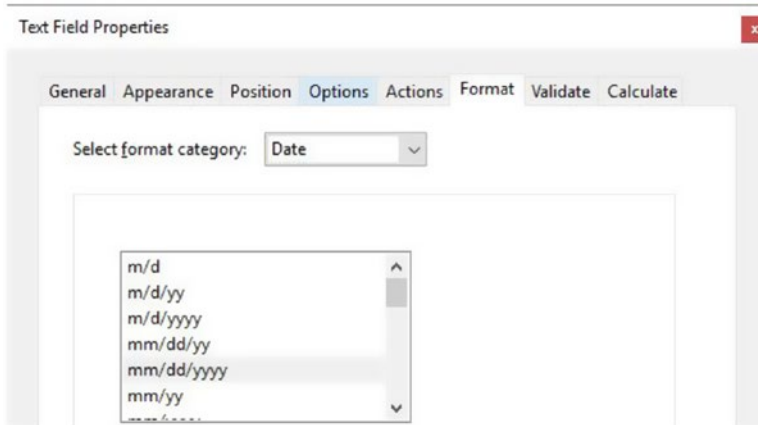 Text Field Properties
x
General Appearance Position Options Actions Format Validate Calculate
Select format category: Date
m/d
m/d/yy
m/d/yyyy
mm/dd/yy
mm/dd/yyyy
mm/yy